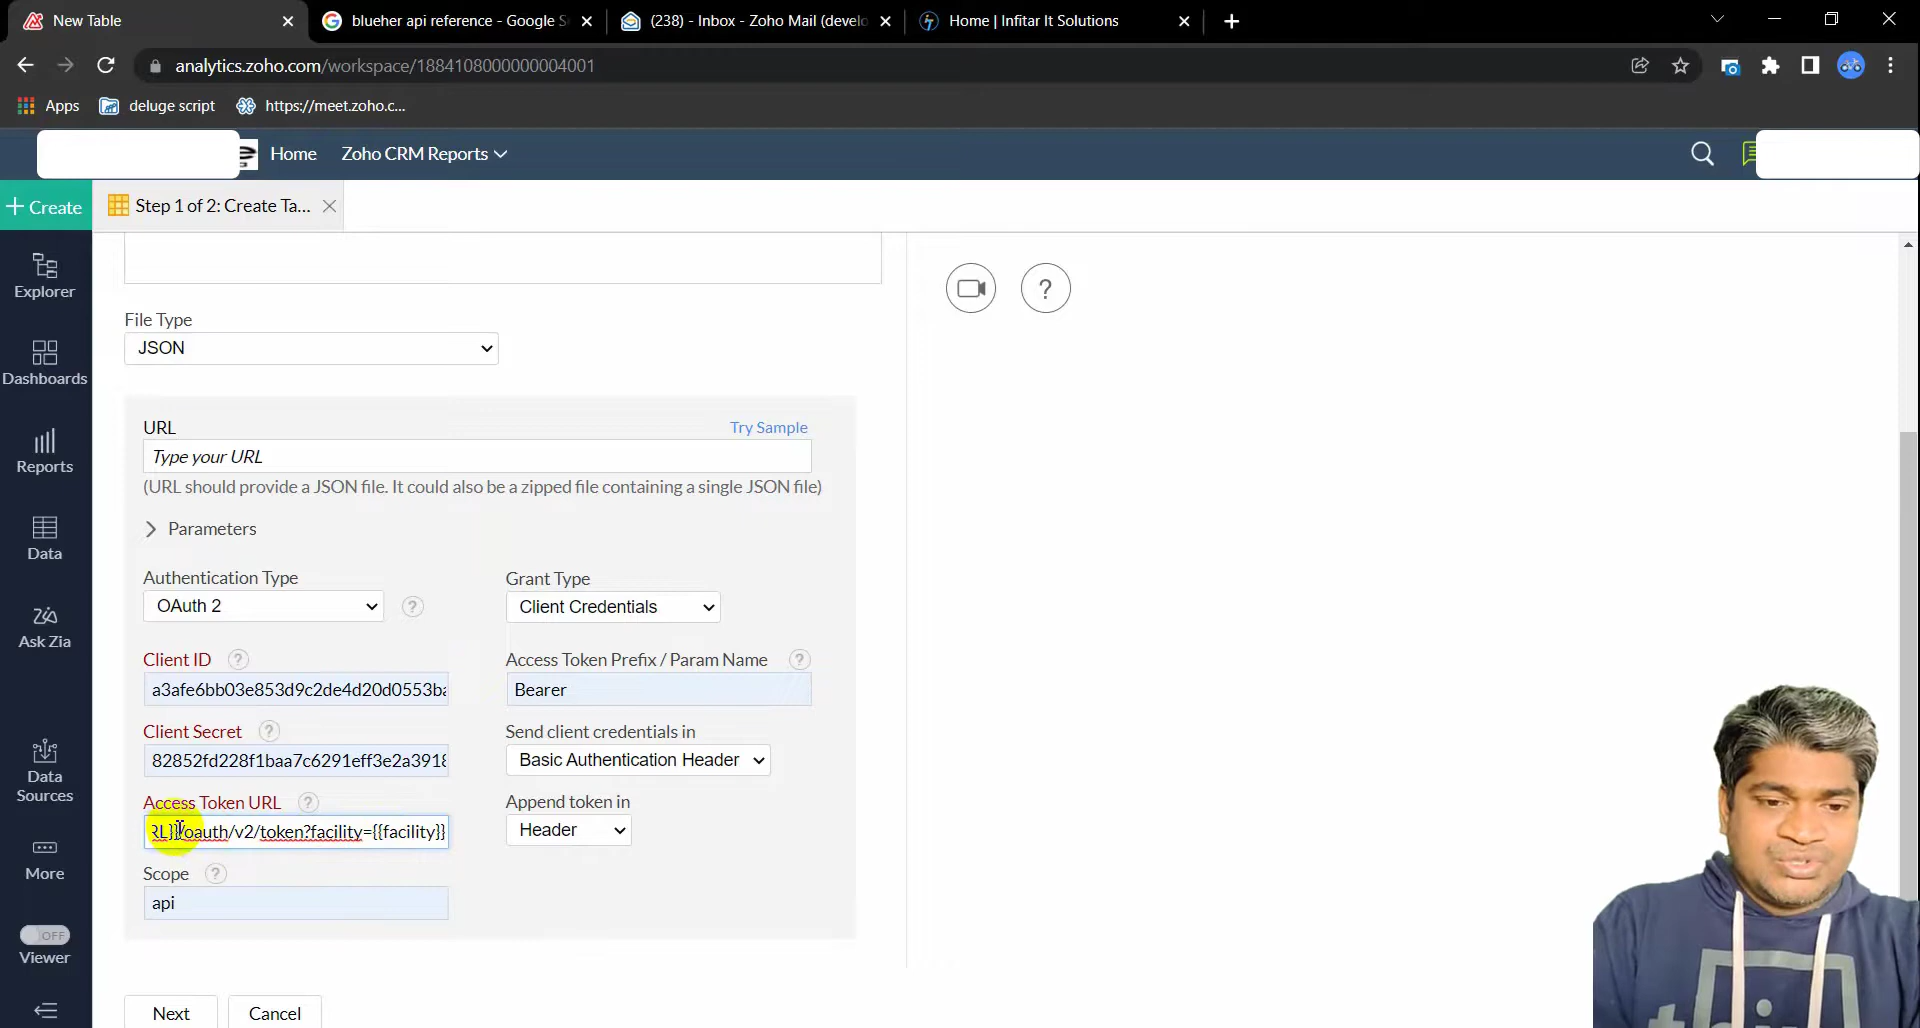 New Table
blueher api reference - Google S
(238) - Inbox - Zoho Mail (develo
Home | Infitar It Solutions
analytics.zoho.com/workspace/1884108000000004001
Apps
deluge script
https://meet.zoho.c...
Home
Zoho CRM Reports
+ Create
Step 1 of 2: Create Ta...
Explorer
Dashboards
Reports
Data
Ask Zia
Data
Sources
More
OFF
Viewer
File Type
JSON
URL
Try Sample
Type your URL
(URL should provide a JSON file. It could also be a zipped file containing a single JSON file)
Parameters
Authentication Type
Grant Type
OAuth 2
?
Client Credentials
Client ID ?
Access Token Prefix / Param Name ?
a3afe6bb03e853d9c2de4d20d0553ba
Bearer
Client Secret ?
Send client credentials in
82852fd228f1baa7c6291eff3e2a3918
Basic Authentication Header
Access Token URL ?
Append token in
RL}}/oauth/v2/token?facility={{facility}}
Header
Scope ?
api
Next
Cancel
?